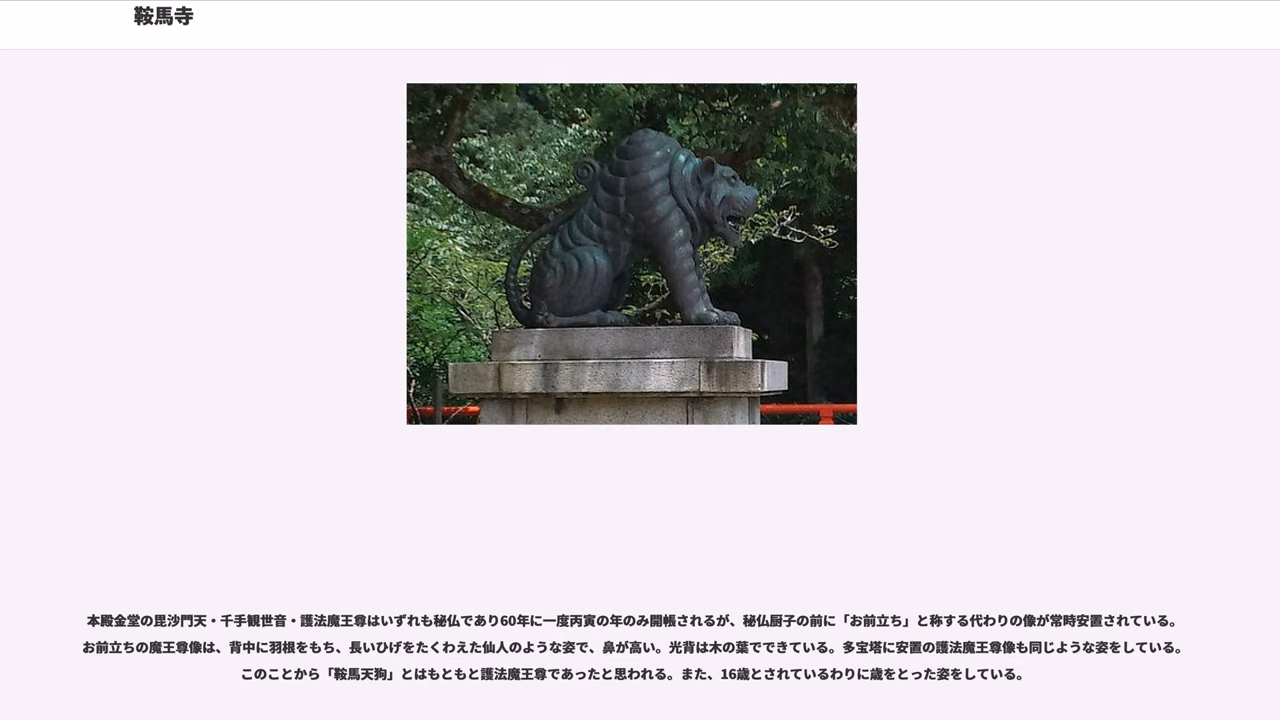 鞍馬寺
本殿金堂の毘沙門天・千手観世音・護法魔王尊はいずれも秘仏であり60年に一度丙寅の年のみ開帳されるが、秘仏厨子の前に「お前立ち」と称する代わりの像が常時安置されている。
お前立ちの魔王尊像は、背中に羽根をもち、長いひげをたくわえた仙人のような姿で、鼻が高い。光背は木の葉でできている。多宝塔に安置の護法魔王尊像も同じような姿をしている。
このことから「鞍馬天狗」とはもともと護法魔王尊であったと思われる。また、16歳とされているわりに歳をとった姿をしている。